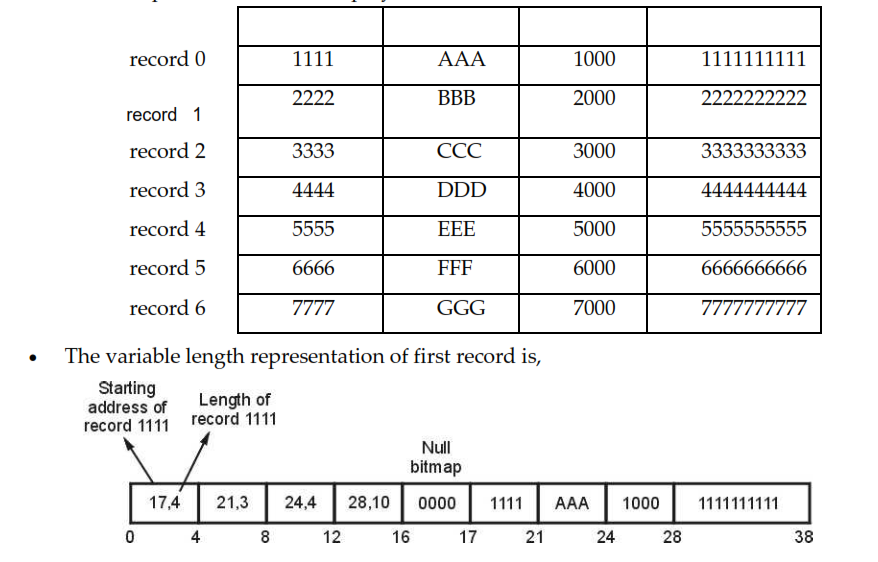 record 0 1111 AAA 1000 1111111111
record 1 2222 BBB 2000 2222222222
record 2 3333 CCC 3000 3333333333
record 3 4444 DDD 4000 4444444444
record 4 5555 EEE 5000 5555555555
record 5 6666 FFF 6000 6666666666
record 6 7777 GGG 7000 7777777777
• The variable length representation of first record is,
Starting
address of
record 1111
Length of
record 1111
Null
bitmap
17,4 21,3 24,4 28,10 0000 1111 AAA 1000 1111111111
0 4 8 12 16 17 21 24 28 38